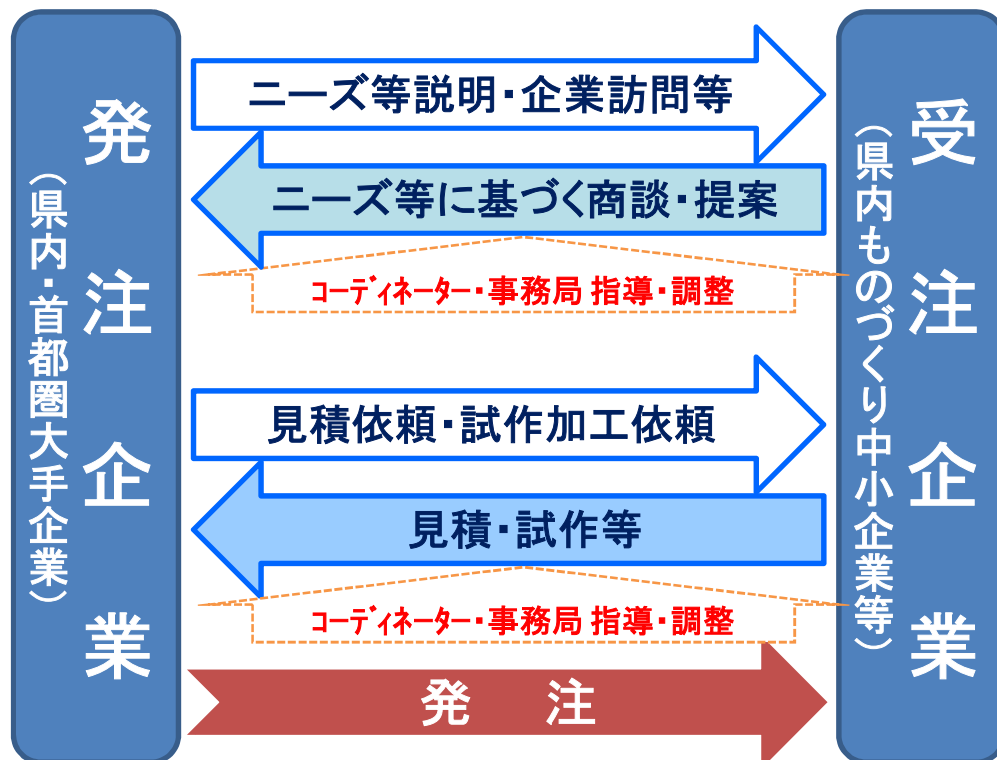 発注企業
(県内・首都圏大手企業)
ニーズ等説明・企業訪問等
ニーズ等に基づく商談・提案
コーディネーター・事務局 指導・調整
見積依頼・試作加工依頼
見積・試作等
コーディネーター・事務局 指導・調整
発 注
受注企業
(県内ものづくり中小企業等)